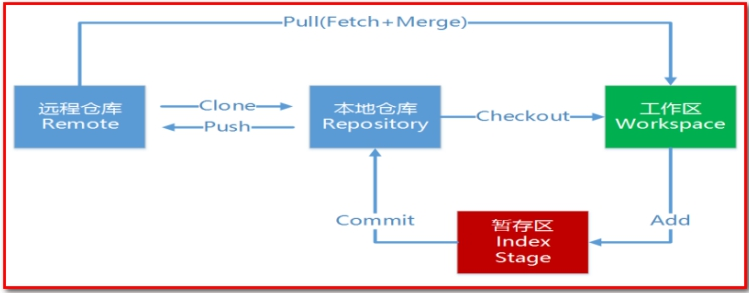 Pull(Fetch+Merge)
远程仓库
Remote
Clone
Push
本地仓库
Repository
Checkout
工作区
Workspace
Commit
暂存区
Index
Stage
Add